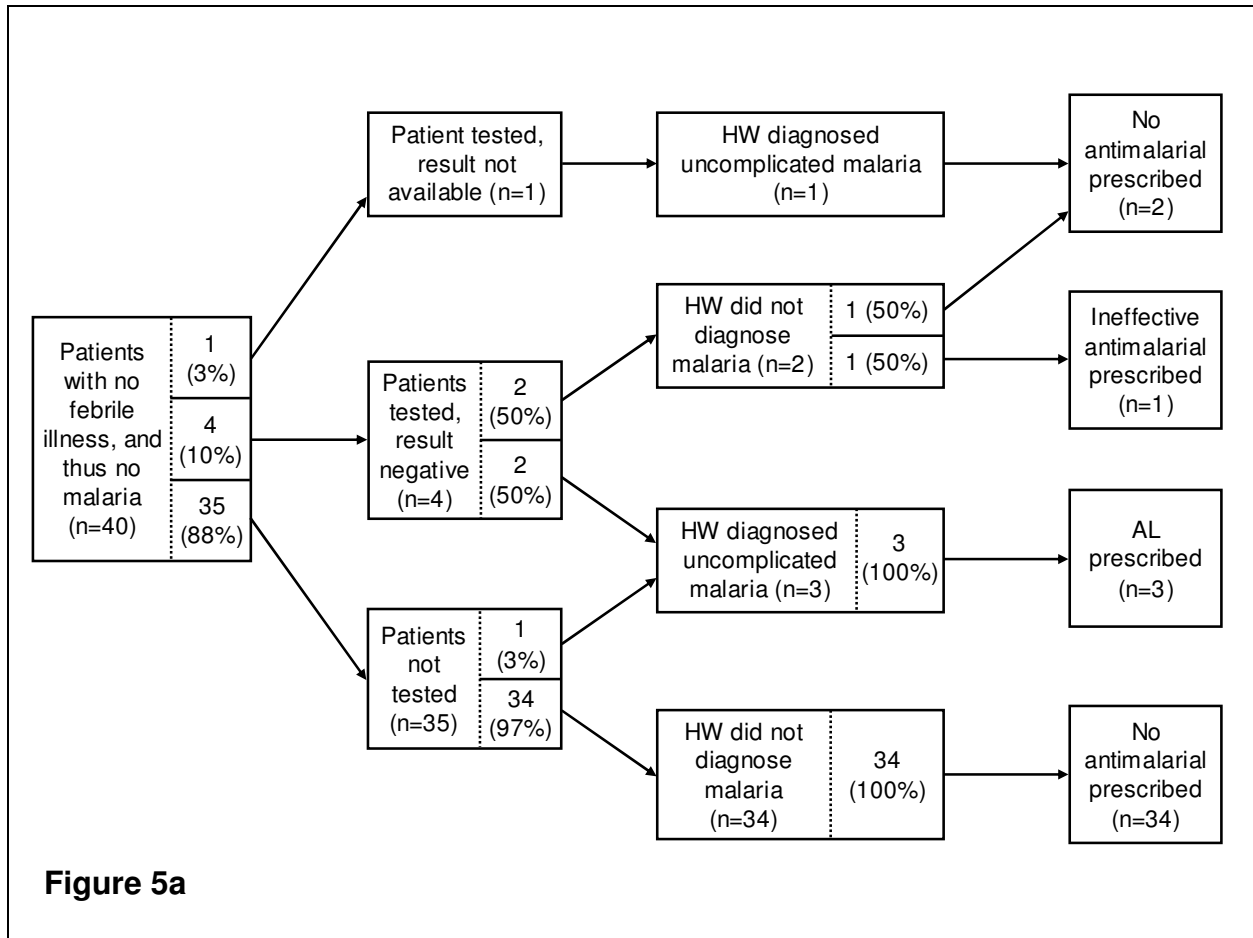 Patients
with no
febrile
illness, and
thus no
malaria
(n=40)
1
(3%)
4
(10%)
35
(88%)
Patient tested,
result not
available (n=1)
Patients
tested,
result
negative
(n=4)
2
(50%)
2
(50%)
Patients
not
tested
(n=35)
1
(3%)
34
(97%)
HW diagnosed
uncomplicated malaria
(n=1)
HW did not
diagnose
malaria (n=2)
1 (50%)
1 (50%)
HW diagnosed
uncomplicated
malaria (n=3)
3
(100%)
HW did not
diagnose
malaria
(n=34)
34
(100%)
No
antimalarial
prescribed
(n=2)
Ineffective
antimalarial
prescribed
(n=1)
AL
prescribed
(n=3)
No
antimalarial
prescribed
(n=34)
Figure 5a